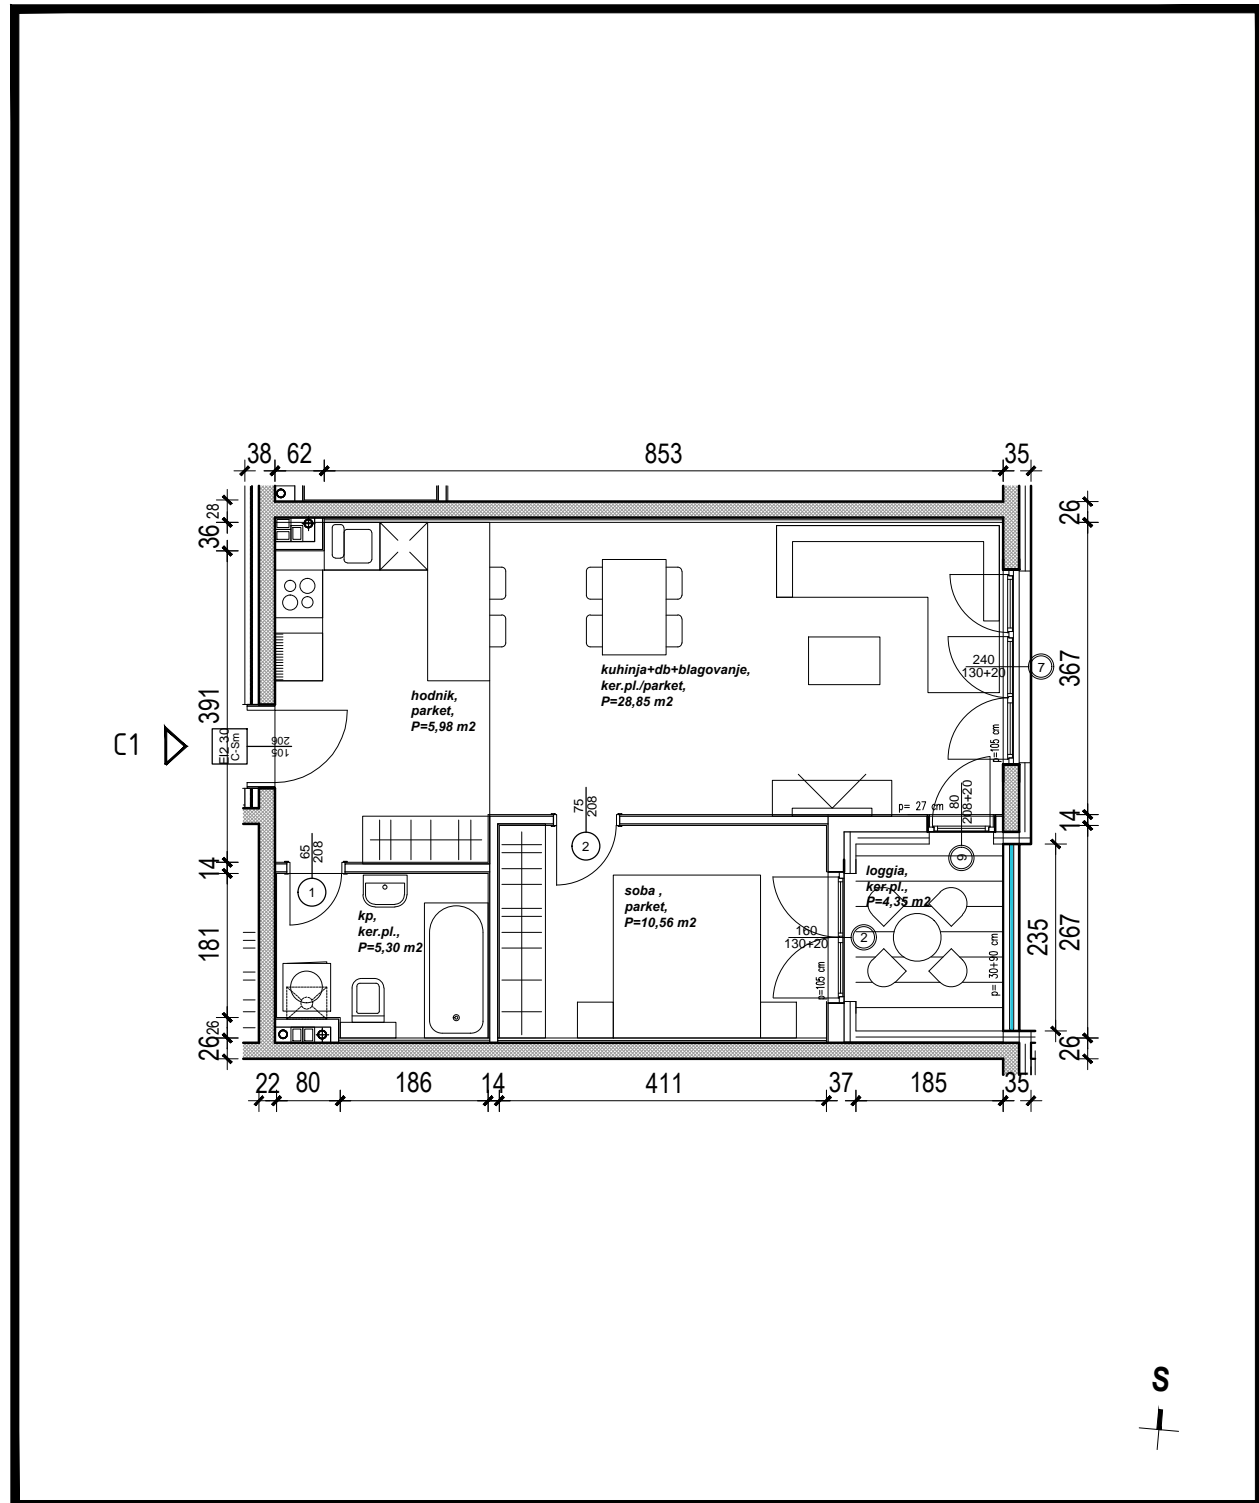 38 62 853 35
28
36
26
391
367
14
14
181
235
267
26
26
26
C1
EI2 30
C-Sm
105
206
hodnik,
parket,
P=5,98 m2
kuhinja+db+blagovanje,
ker.pl./parket,
P=28,85 m2
240
130+20
7
p=105 cm
p= 27 cm
80
208+20
9
75
208
2
65
208
1
kp,
ker.pl.,
P=5,30 m2
soba ,
parket,
P=10,56 m2
160
130+20
2
p=105 cm
loggia,
ker.pl.,
P=4,35 m2
p= 30+90 cm
22 80 186 14 411 37 185 35
S